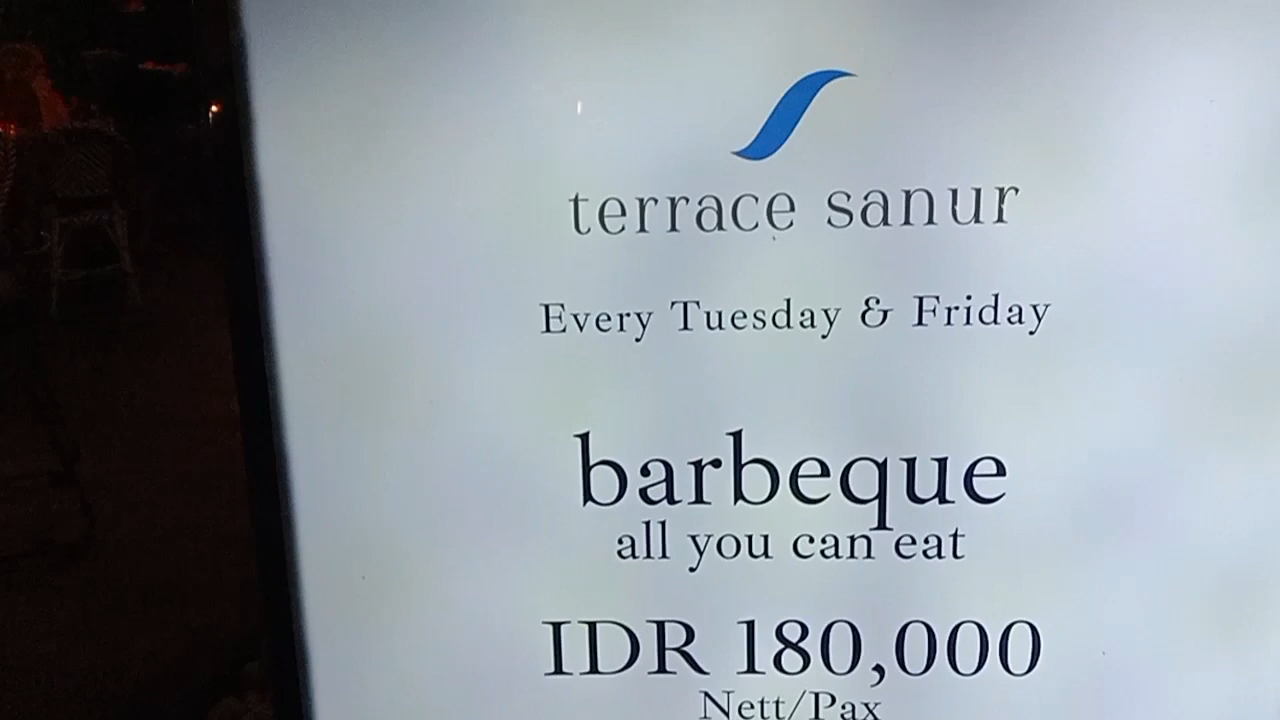 terrace sanur
Every Tuesday & Friday
barbeque
all you can eat
IDR 180,000
Nett/Pax